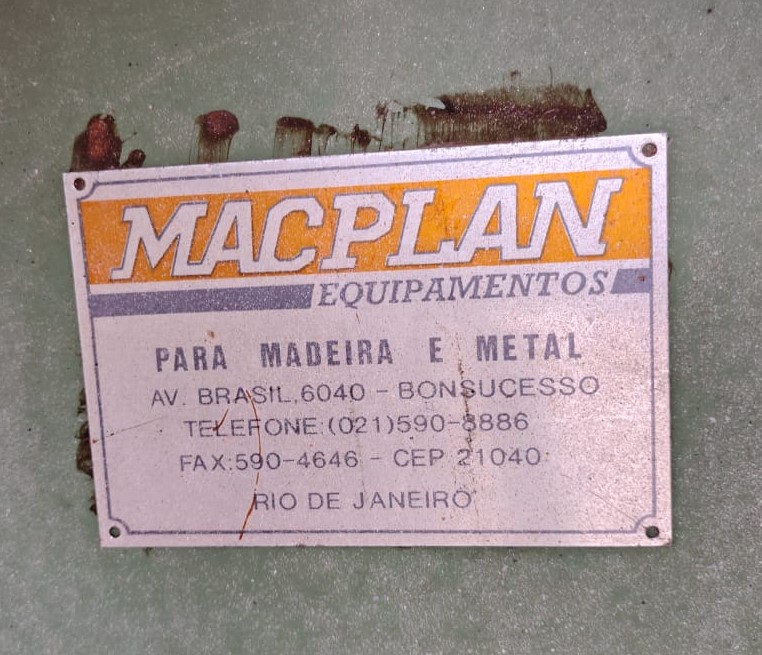 MACPLAN
EQUIPAMENTOS
PARA MADEIRA E METAL
AV. BRASIL, 6040 - BONSUCESSO
TELEFONE:(021)590-8886
FAX:590-4646 - CEP 21040
RIO DE JANEIRO